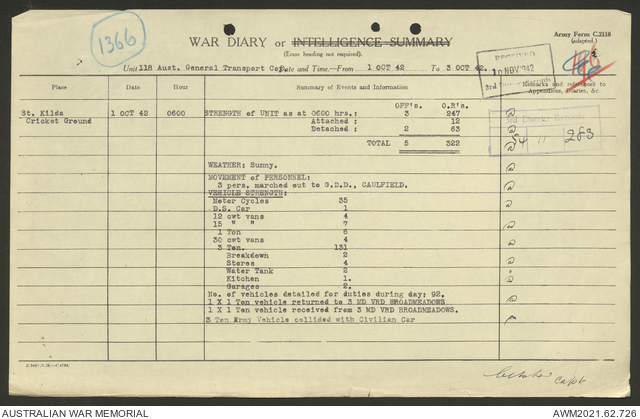 1366
WAR DIARY or INTELLIGENCE SUMMARY
(Erase heading not required).
Army Form C.2118
(adapted.)
Unit 118 Aust. General Transport Coy. Date and Time.—From 1 OCT 42 To 3 OCT 42.
RECEIVED
10 NOV 1942
3rd
Place Date Hour Summary of Events and Information Remarks and references to Appendices, Diaries, &c.
OFF's. O.R's.
St. Kilda 1 OCT 42 0600 STRENGTH of UNIT as at 0600 hrs.: 3 247
Cricket Ground Attached : 12
Detached : 2 63
TOTAL 5 322
283
WEATHER: Sunny.
MOVEMENT of PERSONNEL:
3 pers. marched out to G.D.D., CAULFIELD.
VEHICLE STRENGTH:
Motor Cycles 35
D.S. Car 1
12 cwt vans 4
15 " " 7
1 Ton 6
30 cwt vans 4
3 Ton. 131
Breakdown 2
Stores 4
Water Tank 2
Kitchen 1.
Garages 2.
No. of vehicles detailed for duties during day: 92.
1 X 1 Ton vehicle returned to 3 MD VRD BROADMEADOWS.
1 X 1 Ton vehicle received from 3 MD VRD BROADMEADOWS.
3 Ton Army Vehicle collided with Civilian Car
Capt
AUSTRALIAN WAR MEMORIAL
AWM2021.62.726